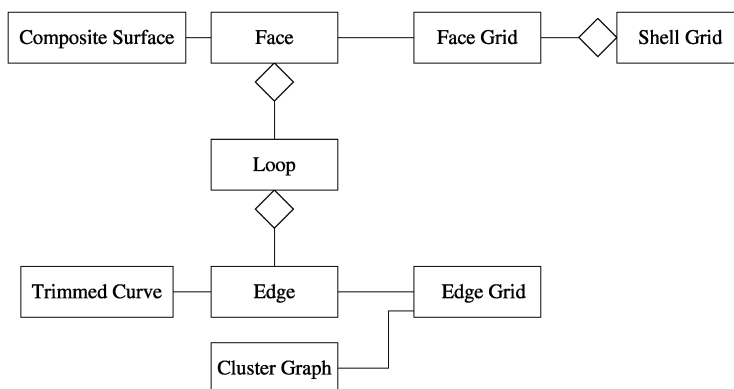 Composite Surface
Face
Face Grid
Shell Grid
Loop
Trimmed Curve
Edge
Edge Grid
Cluster Graph